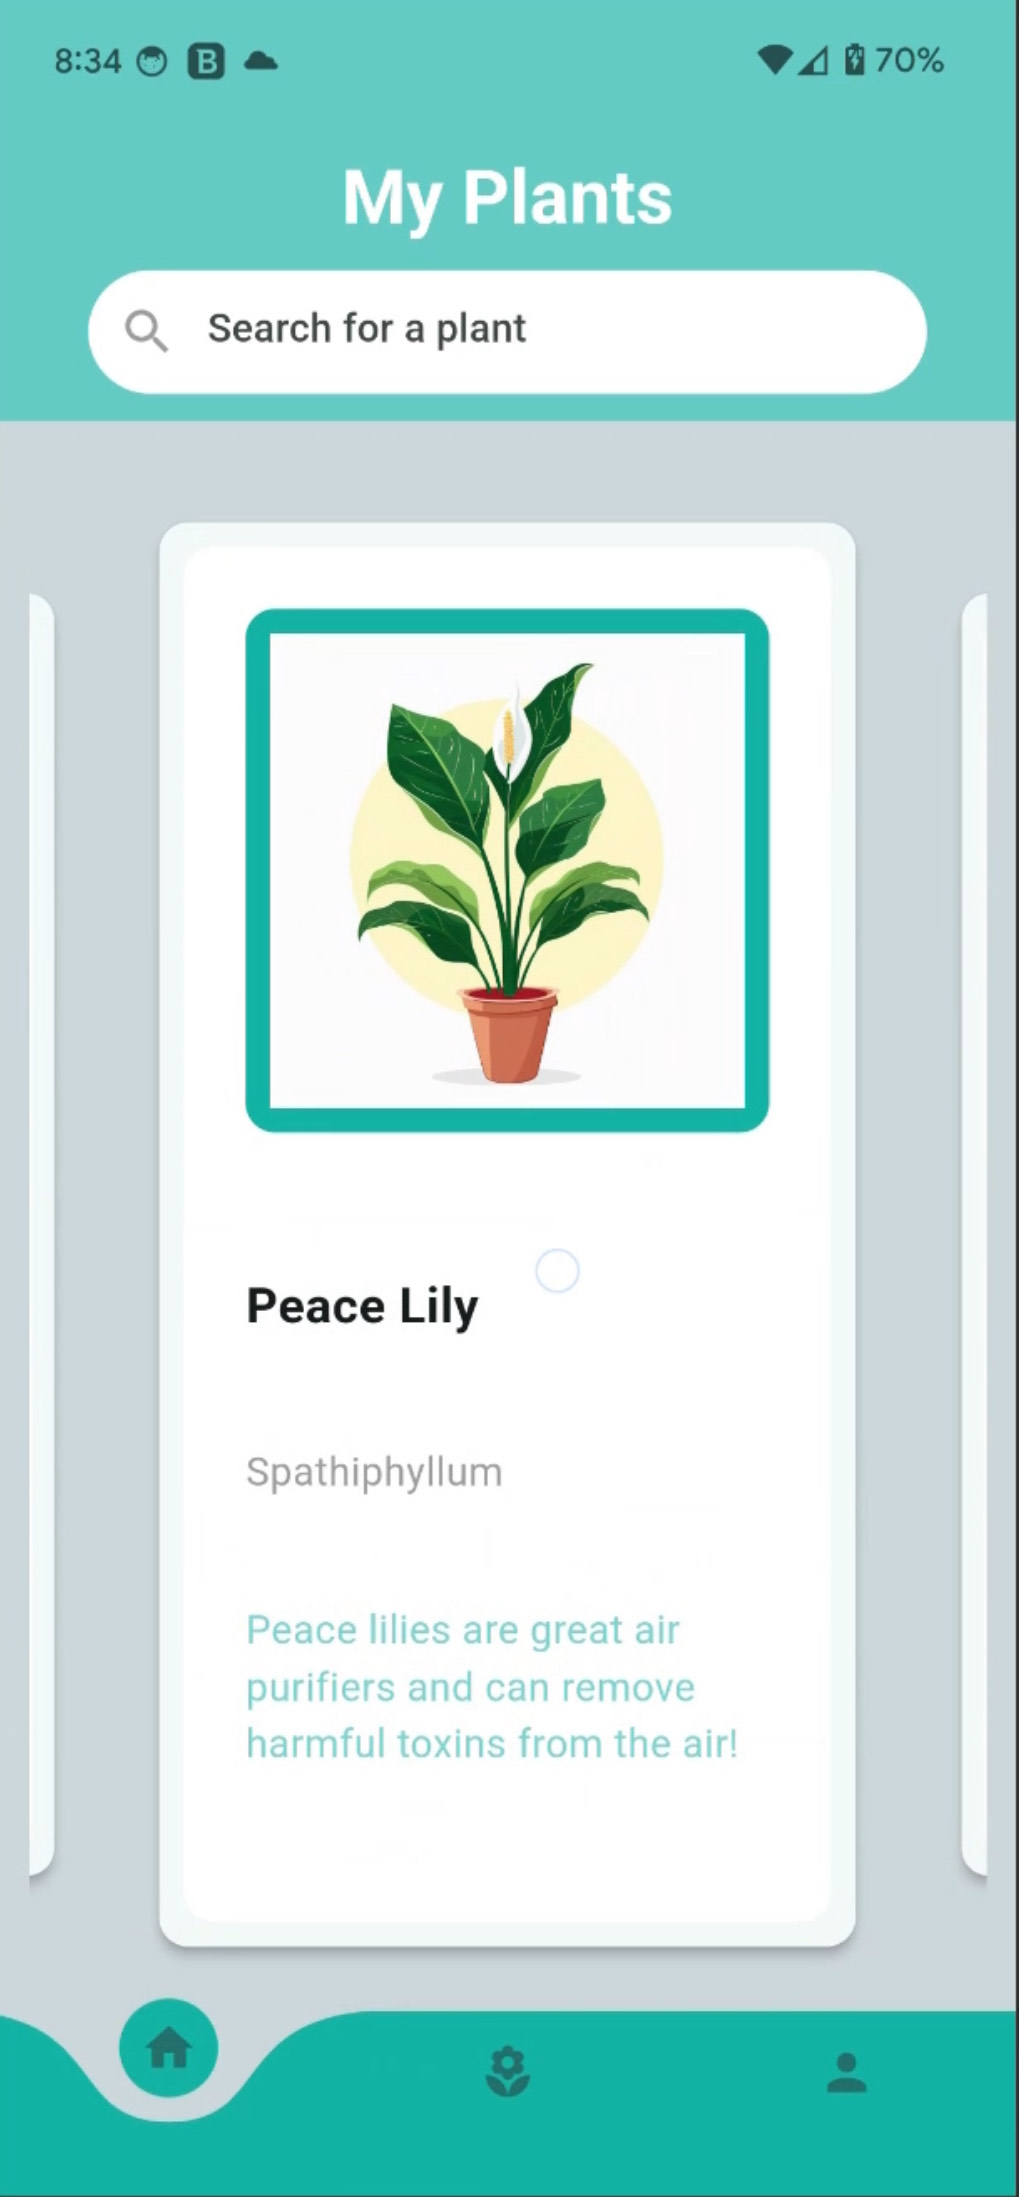 8:34 B 70%
My Plants
Search for a plant
Peace Lily
Spathiphyllum
Peace lilies are great air
purifiers and can remove
harmful toxins from the air!